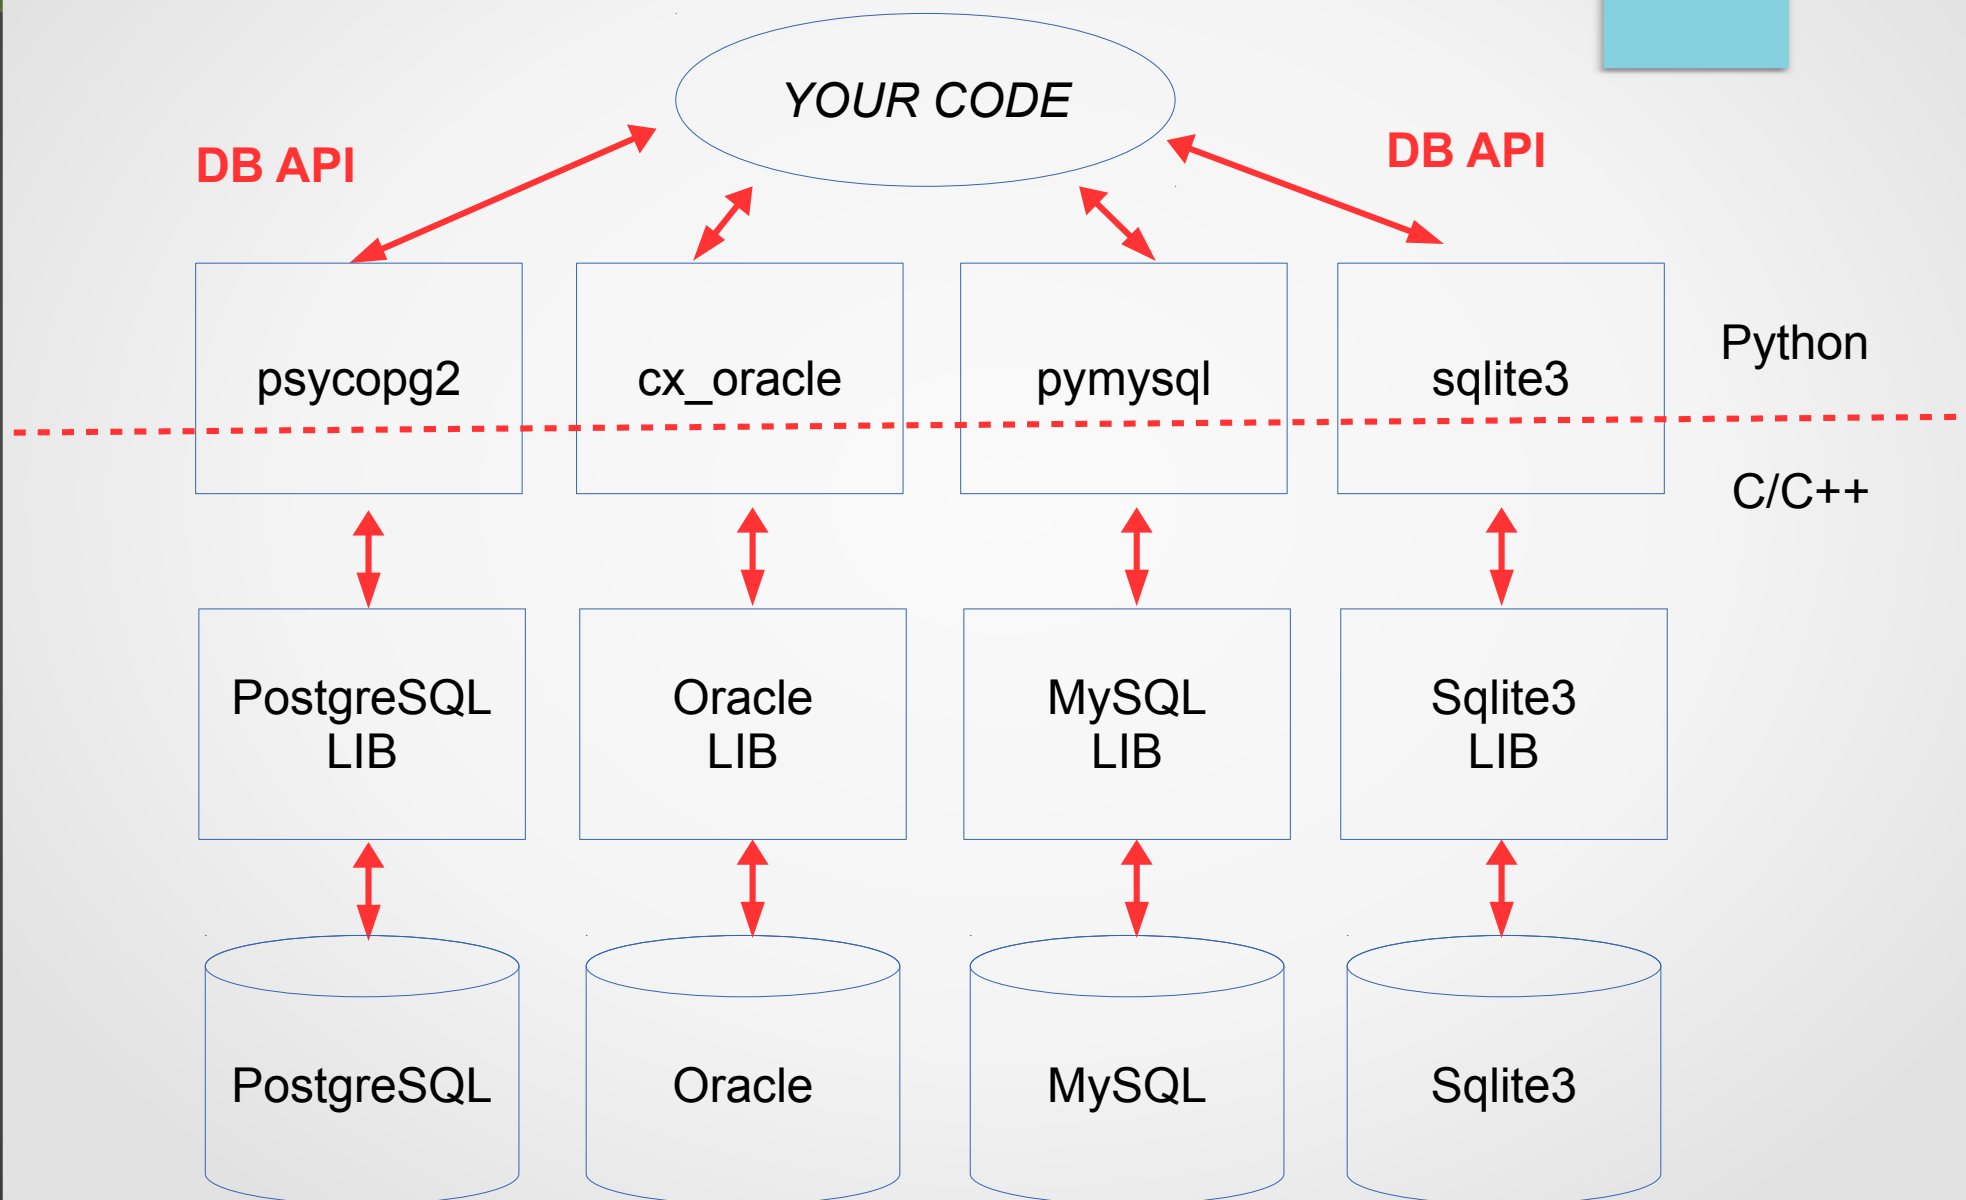 YOUR CODE
DB API
DB API
psycopg2
cx_oracle
pymysql
sqlite3
Python
C/C++
PostgreSQL
LIB
Oracle
LIB
MySQL
LIB
Sqlite3
LIB
PostgreSQL
Oracle
MySQL
Sqlite3